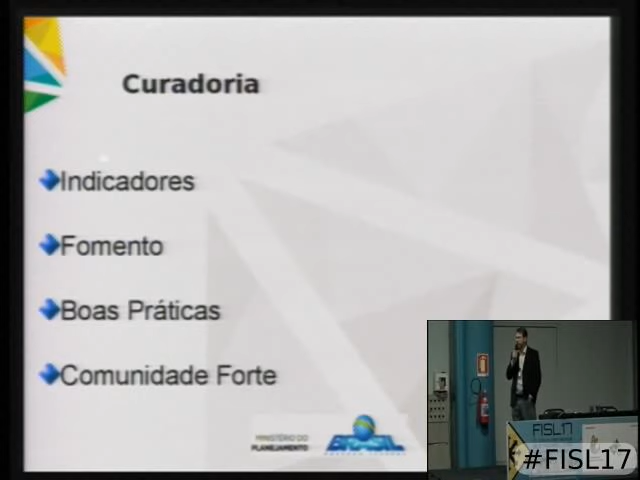 Curadoria
Indicadores
Fomento
Boas Práticas
Comunidade Forte
MINISTÉRIO DO
PLANEJAMENTO
BRASIL
FISL17
#FISL17